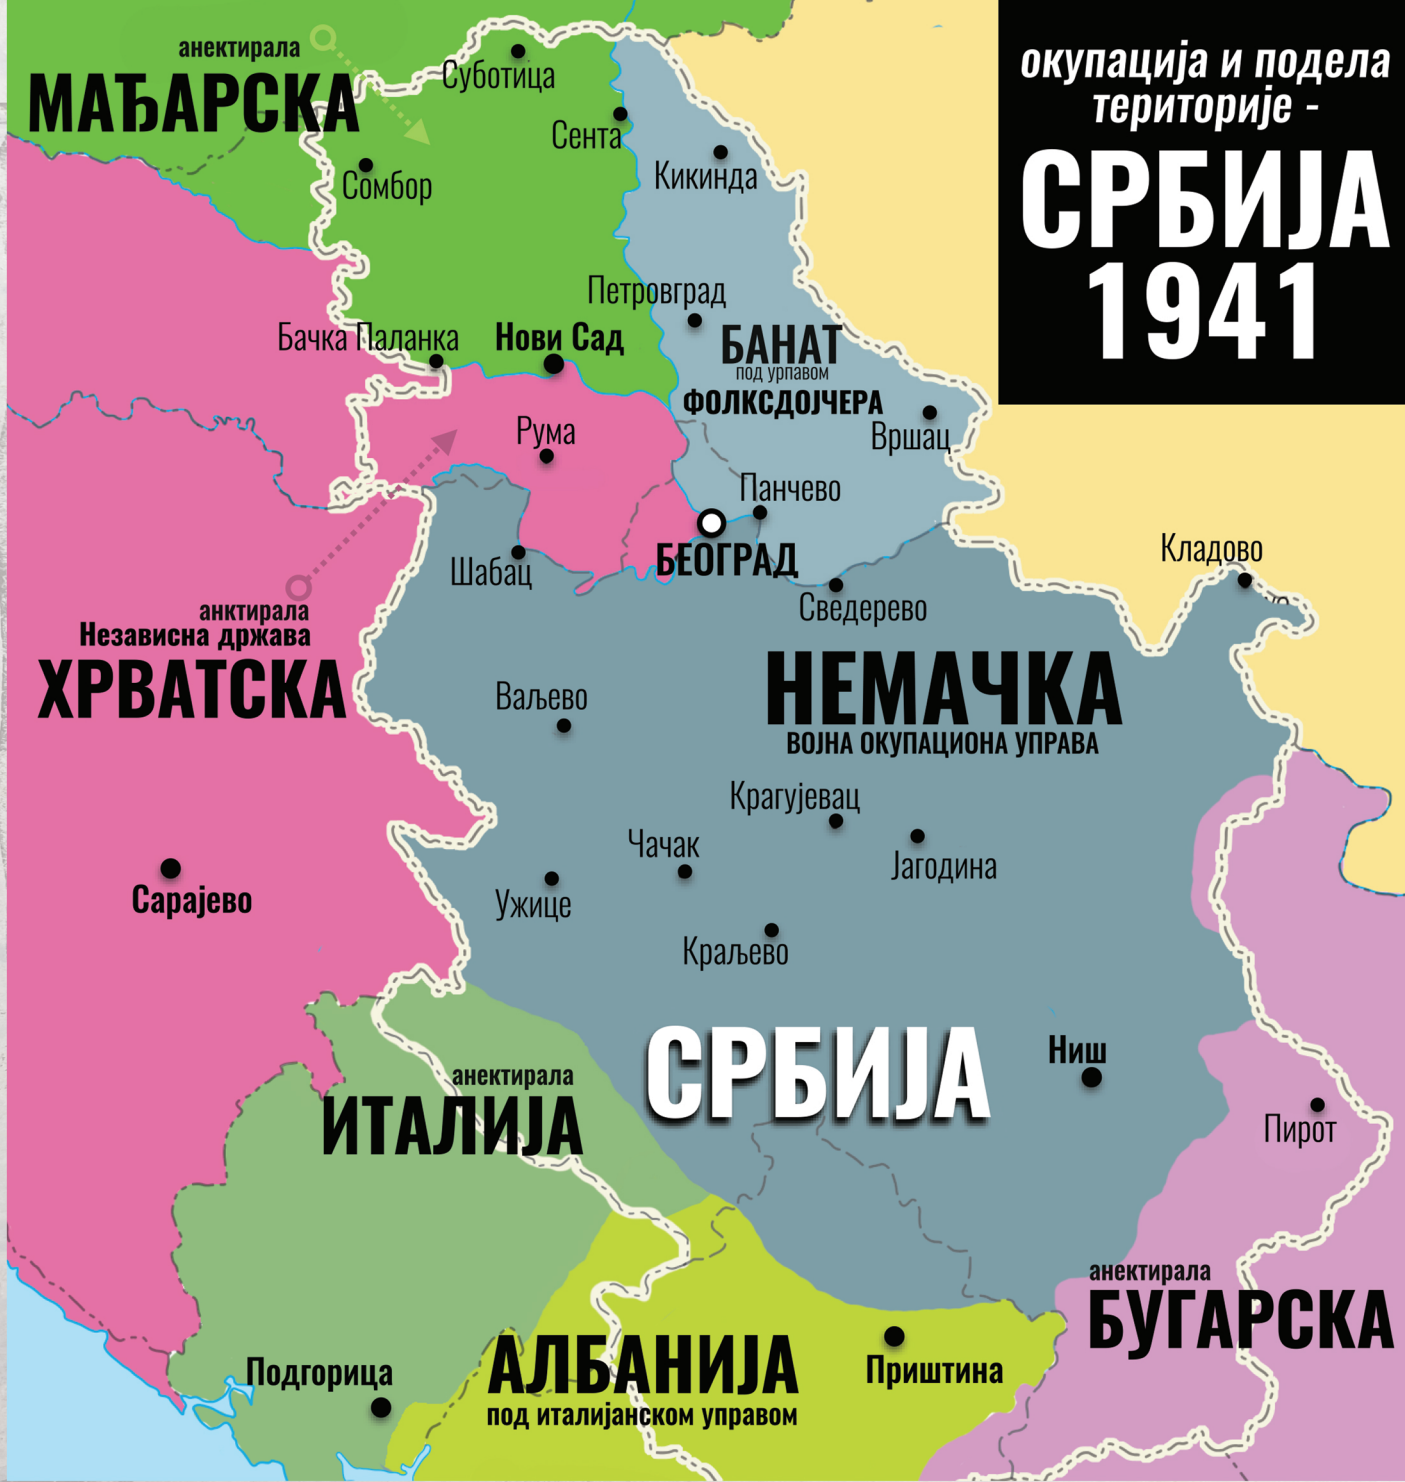 окупација и подела
територије -
СРБИЈА
1941
анектирала
МАЂАРСКА
Суботица
Сента
Сомбор
Кикинда
Петровград
Бачка Паланка
Нови Сад
БАНАТ
под урпавом
ФОЛКСДОЈЧЕРА
Рума
Вршац
Панчево
БЕОГРАД
Шабац
Кладово
Сведерево
анктирала
Независна држава
ХРВАТСКА
Ваљево
НЕМАЧКА
ВОЈНА ОКУПАЦИОНА УПРАВА
Крагујевац
Чачак
Јагодина
Сарајево
Ужице
Краљево
СРБИЈА
Ниш
анектирала
ИТАЛИЈА
Пирот
анектирала
БУГАРСКА
АЛБАНИЈА
под италијанском управом
Приштина
Подгорица